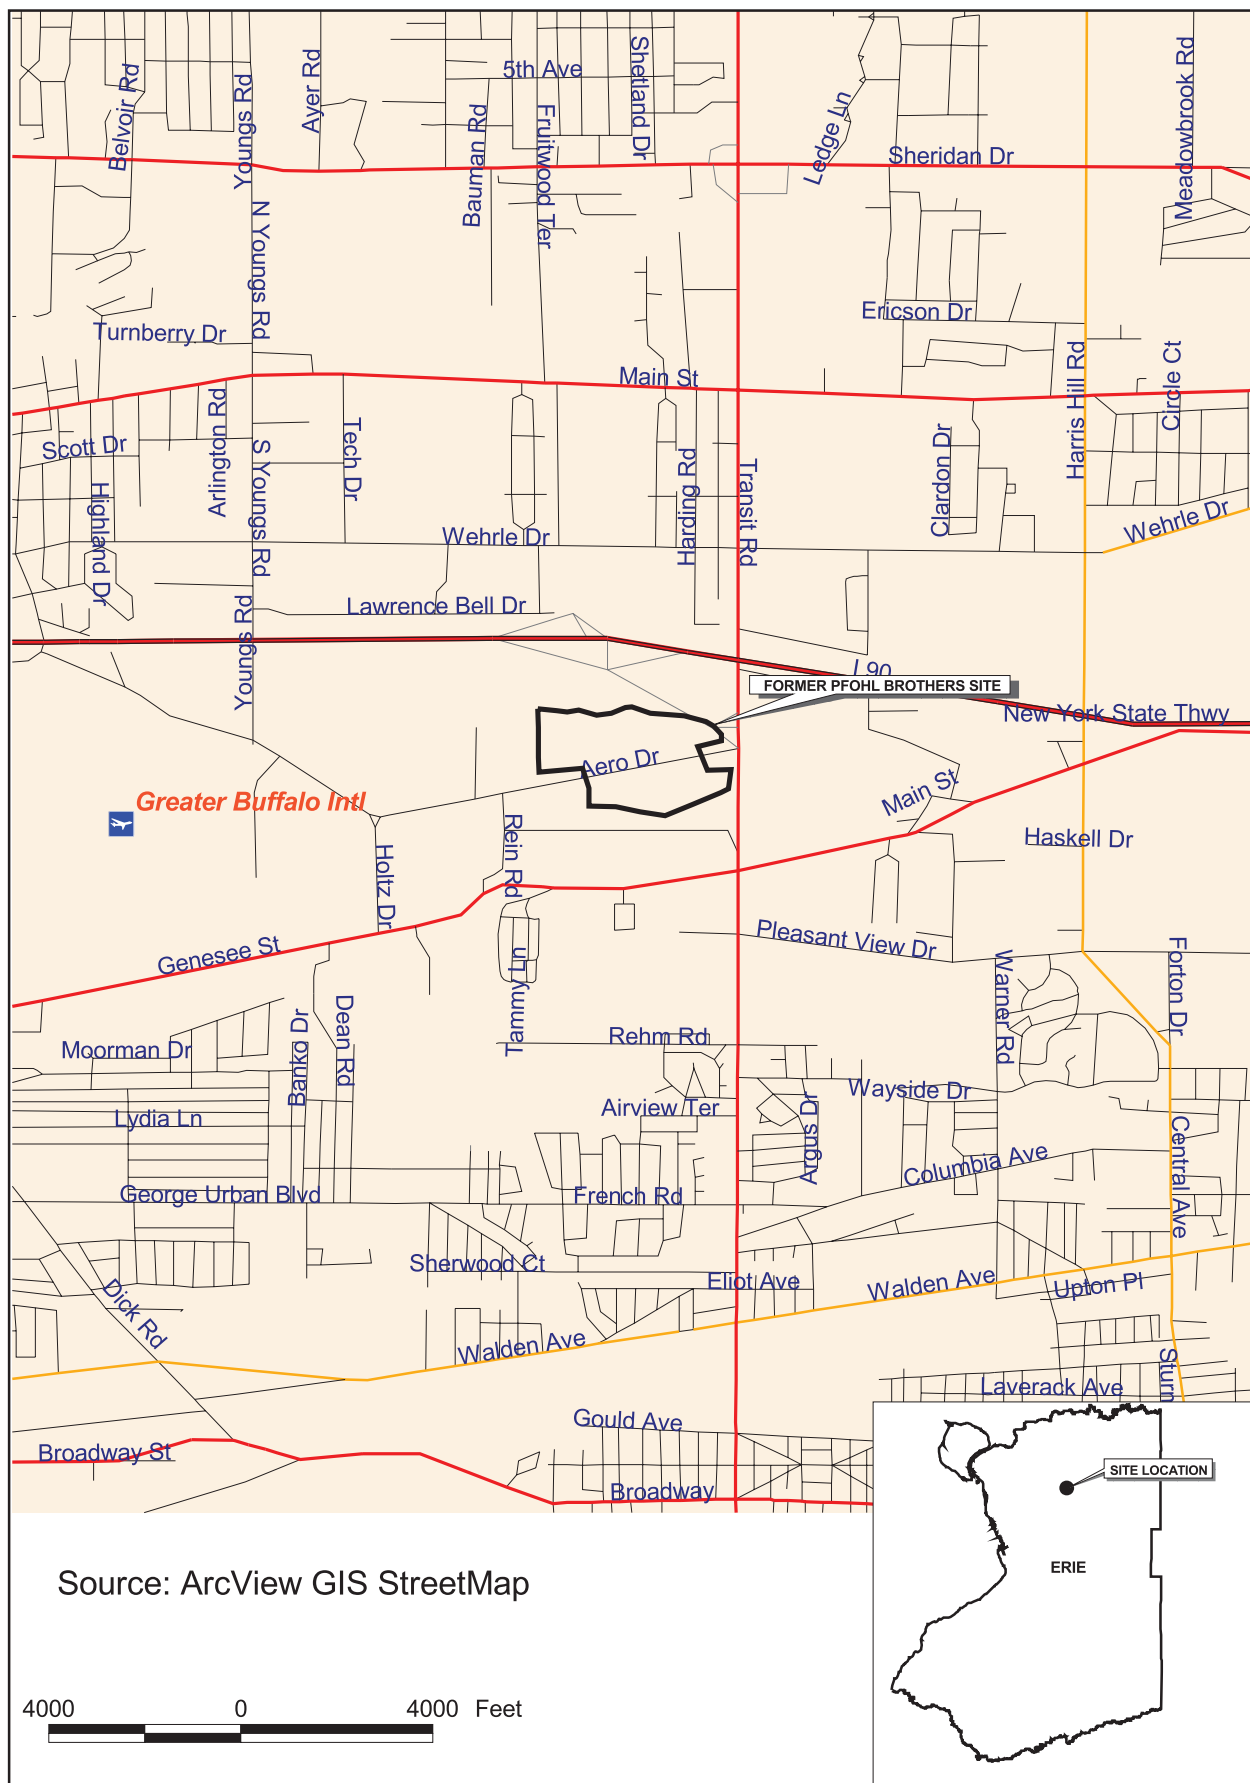 Belvoir Rd
Youngs Rd
Ayer Rd
5th Ave
Bauman Rd
Fruitwood Ter
Shetland Dr
Ledge Ln
Sheridan Dr
Meadowbrook Rd
N Youngs Rd
Turnberry Dr
Ericson Dr
Main St
Harris Hill Rd
Circle Ct
Scott Dr
Arlington Rd
S Youngs Rd
Tech Dr
Highland Dr
Wehrle Dr
Harding Rd
Transit Rd
Clardon Dr
Wehrle Dr
Lawrence Bell Dr
Youngs Rd
I 90
FORMER PFOHL BROTHERS SITE
New York State Thwy
Aero Dr
Greater Buffalo Intl
Main St
Rein Rd
Haskell Dr
Holtz Dr
Genesee St
Pleasant View Dr
Tammy Ln
Warner Rd
Forton Dr
Moorman Dr
Banko Dr
Dean Rd
Rehm Rd
Lydia Ln
Airview Ter
Argus Dr
Wayside Dr
Columbia Ave
Central Ave
George Urban Blvd
French Rd
Sherwood Ct
Eliot Ave
Walden Ave
Upton Pl
Dick Rd
Walden Ave
Sturn
Laverack Ave
Gould Ave
Broadway St
Broadway
SITE LOCATION
ERIE
Source: ArcView GIS StreetMap
4000 0 4000 Feet